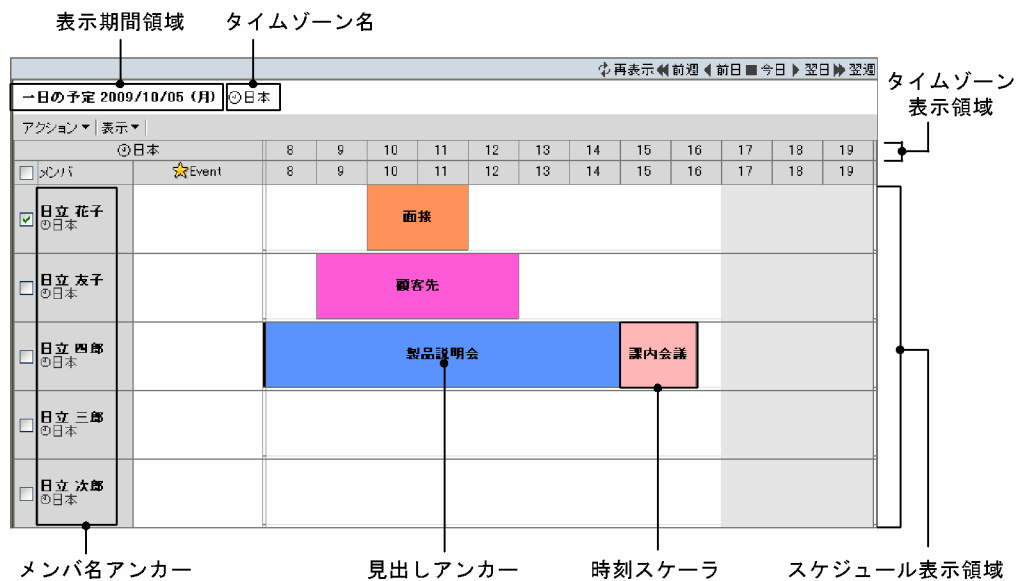 表示期間領域 タイムゾーン名
再表示 前週 前日 今日 翌日 翌週
一日の予定 2009/10/05 (月) 日本
タイムゾーン
表示領域
アクション▼ 表示▼
日本 8 9 10 11 12 13 14 15 16 17 18 19
メンバ Event 8 9 10 11 12 13 14 15 16 17 18 19
日立 花子
日本
面接
日立 友子
日本
顧客先
日立 四郎
日本
製品説明会 課内会議
日立 三郎
日本
日立 次郎
日本
メンバ名アンカー 見出しアンカー 時刻スケーラ スケジュール表示領域